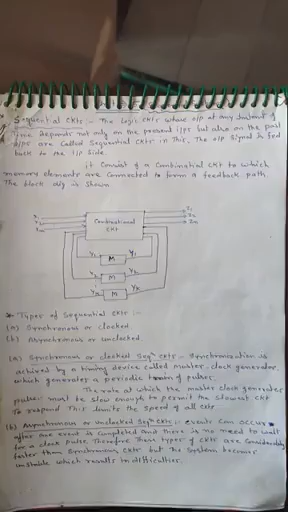 Sequential CKTs :- The Logic CKTs whose o/p at any instant of
time depends not only on the present i/ps but also on the past
o/ps are called Sequential CKTs in this, The o/p signal is fed
back to the i/p side.
it Consist of a Combinational CKT to which
memory elements are connected to form a feedback path.
The block dig is shown
Combinational
CKT
M
M
M
Types of Sequential CKTs :-
(a) Synchronous or clocked
(b) Asynchronous or unclocked
(a) Synchronous or clocked Seqn CKTs - Synchronization is
achived by a timing device called master-clock generator
which generates a periodic train of pulses.
The rate at which the master clock generates
pulses must be slow enough to permit the slowest CKT
to respond This limits the speed of all ckts
(b) Asynchronous or unclocked Seqn CKTs :- events can occurs
after one event is completed and there is no need to wait
for a clock pulse Therefore These types of CKTs are Considerably
faster than Synchronous CKTs but the System becomes
unstable which results in difficulties.